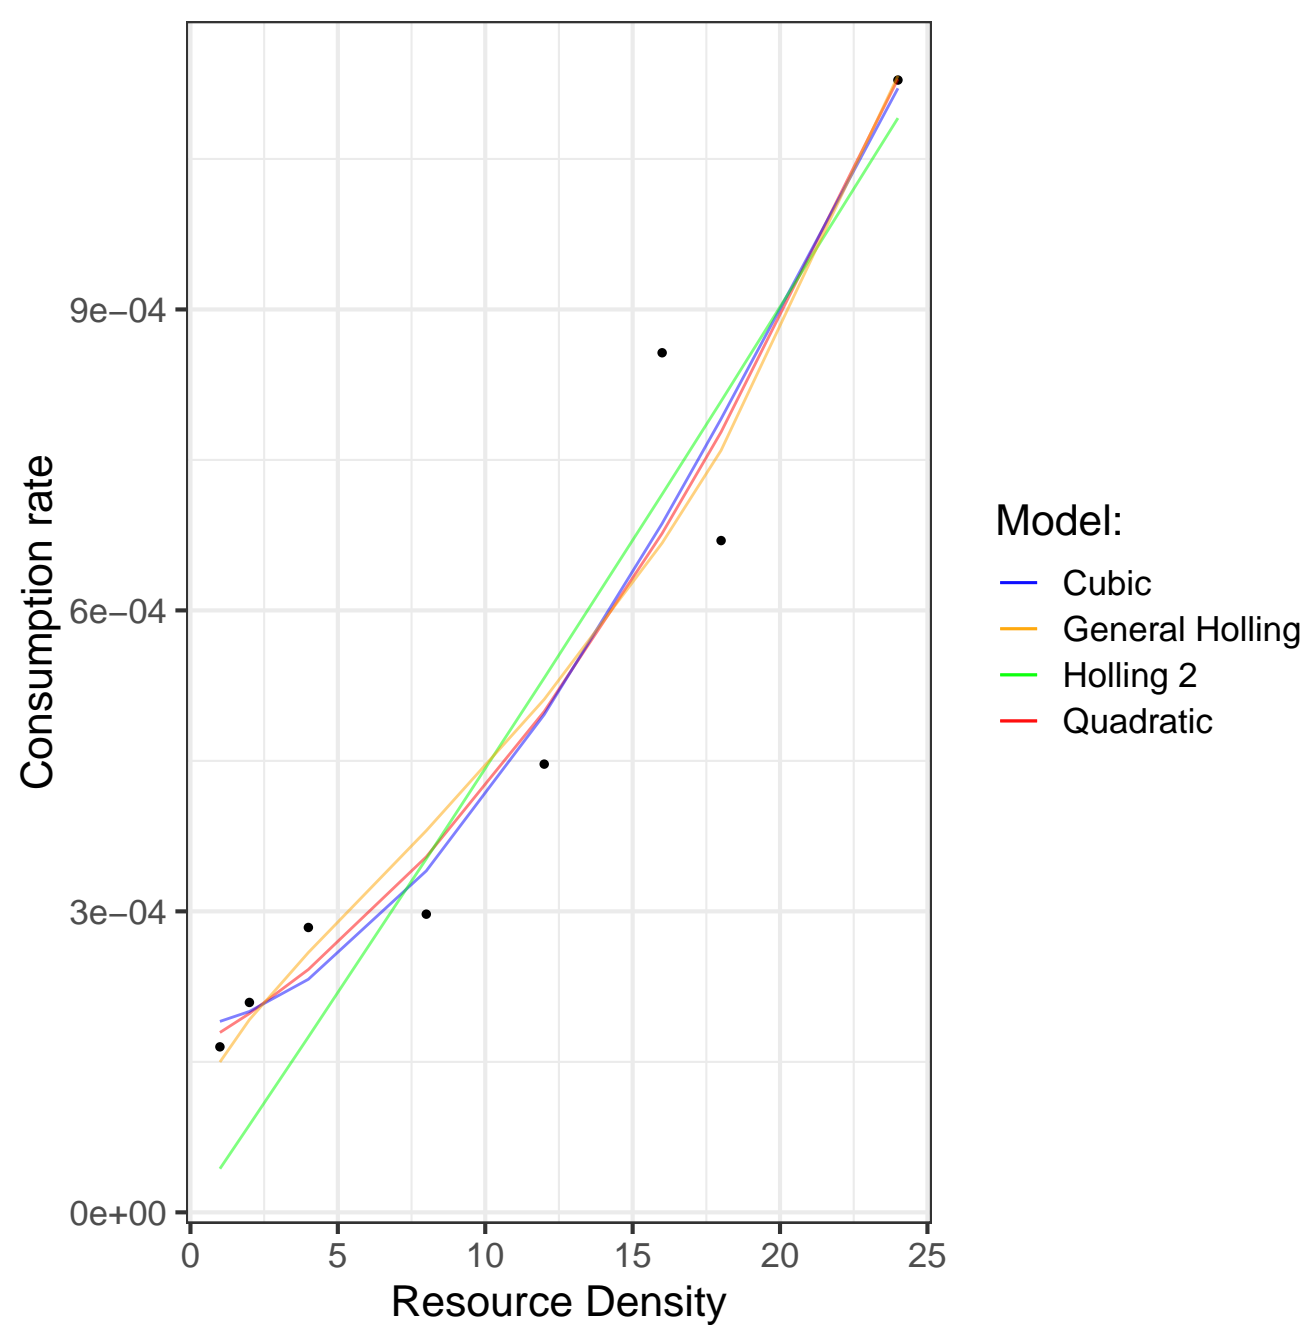 Consumption rate
9e−04
6e−04
3e−04
0e+00
0
5
10
15
20
25
Resource Density
Model:
Cubic
General Holling
Holling 2
Quadratic